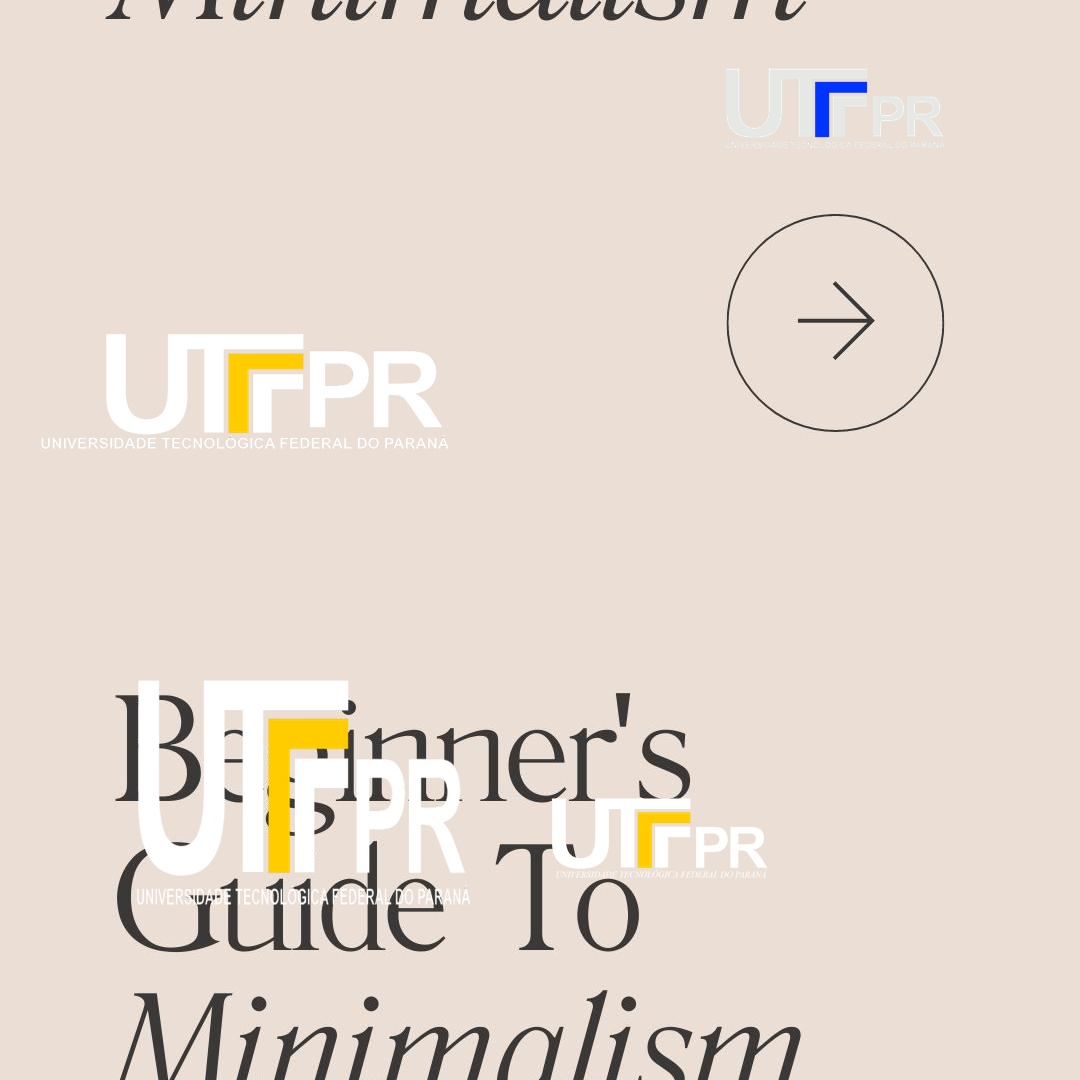 Minimalism
UTFPR
UNIVERSIDADE TECNOLÓGICA FEDERAL DO PARANÁ
UTFPR
UNIVERSIDADE TECNOLÓGICA FEDERAL DO PARANÁ
Beginner's
UTFPR
UNIVERSIDADE TECNOLÓGICA FEDERAL DO PARANÁ
UTFPR
UNIVERSIDADE TECNOLÓGICA FEDERAL DO PARANÁ
Guide To
Minimalism